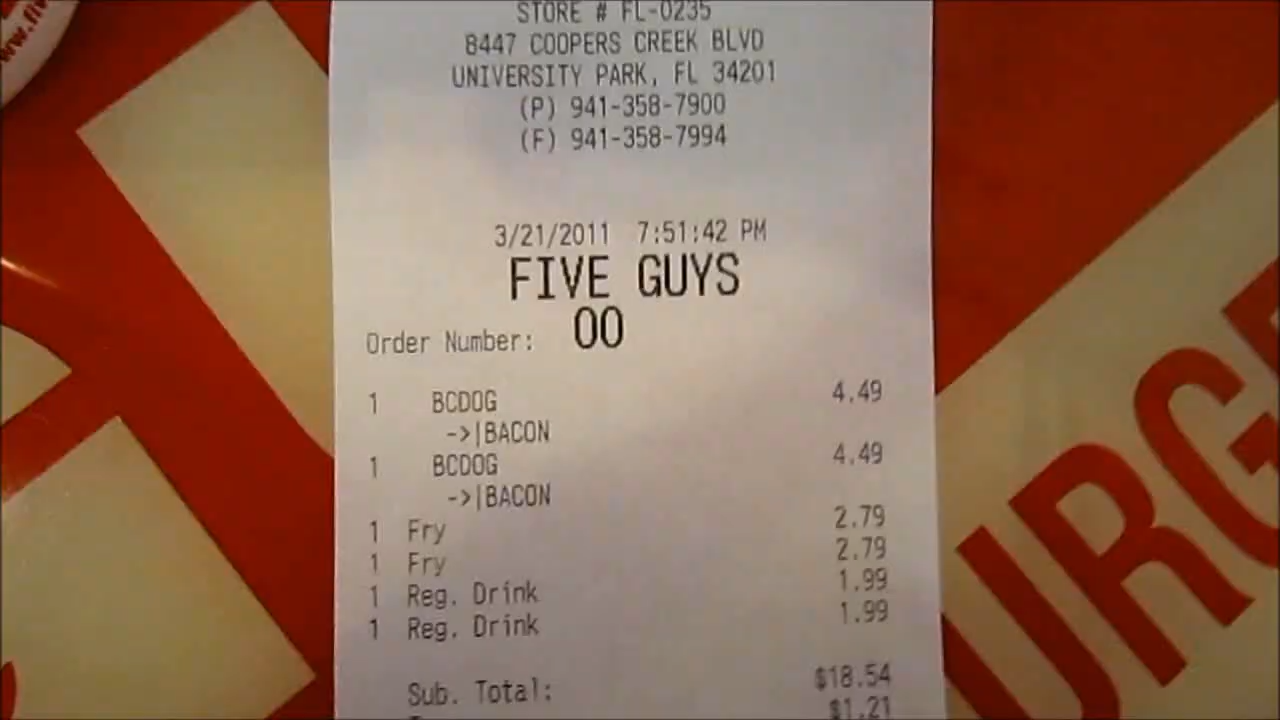 www.fiv
STORE # FL-0235
8447 COOPERS CREEK BLVD
UNIVERSITY PARK, FL 34201
(P) 941-358-7900
(F) 941-358-7994
3/21/2011 7:51:42 PM
FIVE GUYS
Order Number: 00
1 BCDOG 4.49
->|BACON
1 BCDOG 4.49
->|BACON
1 Fry 2.79
1 Fry 2.79
1 Reg. Drink 1.99
1 Reg. Drink 1.99
Sub. Total: $18.54
$1.21
URGE